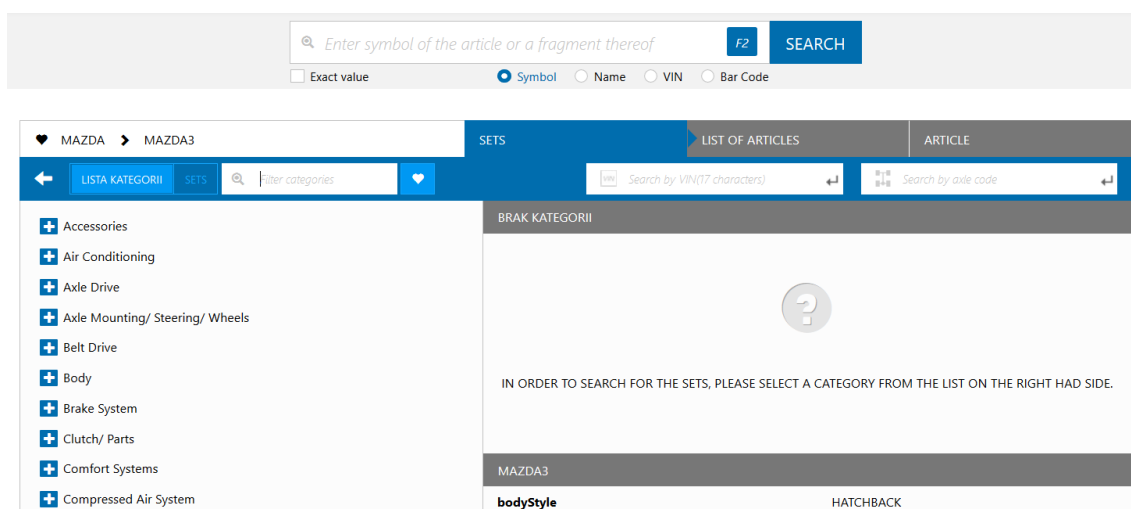 Enter symbol of the article or a fragment thereof F2 SEARCH
Exact value Symbol Name VIN Bar Code
MAZDA MAZDA3 SETS LIST OF ARTICLES ARTICLE
LISTA KATEGORII SETS Filter categories VIN Search by VIN(17 characters) Search by axle code
BRAK KATEGORII
Accessories
Air Conditioning
Axle Drive
Axle Mounting/ Steering/ Wheels
Belt Drive
Body
IN ORDER TO SEARCH FOR THE SETS, PLEASE SELECT A CATEGORY FROM THE LIST ON THE RIGHT HAD SIDE.
Brake System
Clutch/ Parts
Comfort Systems
MAZDA3
Compressed Air System
bodyStyle HATCHBACK